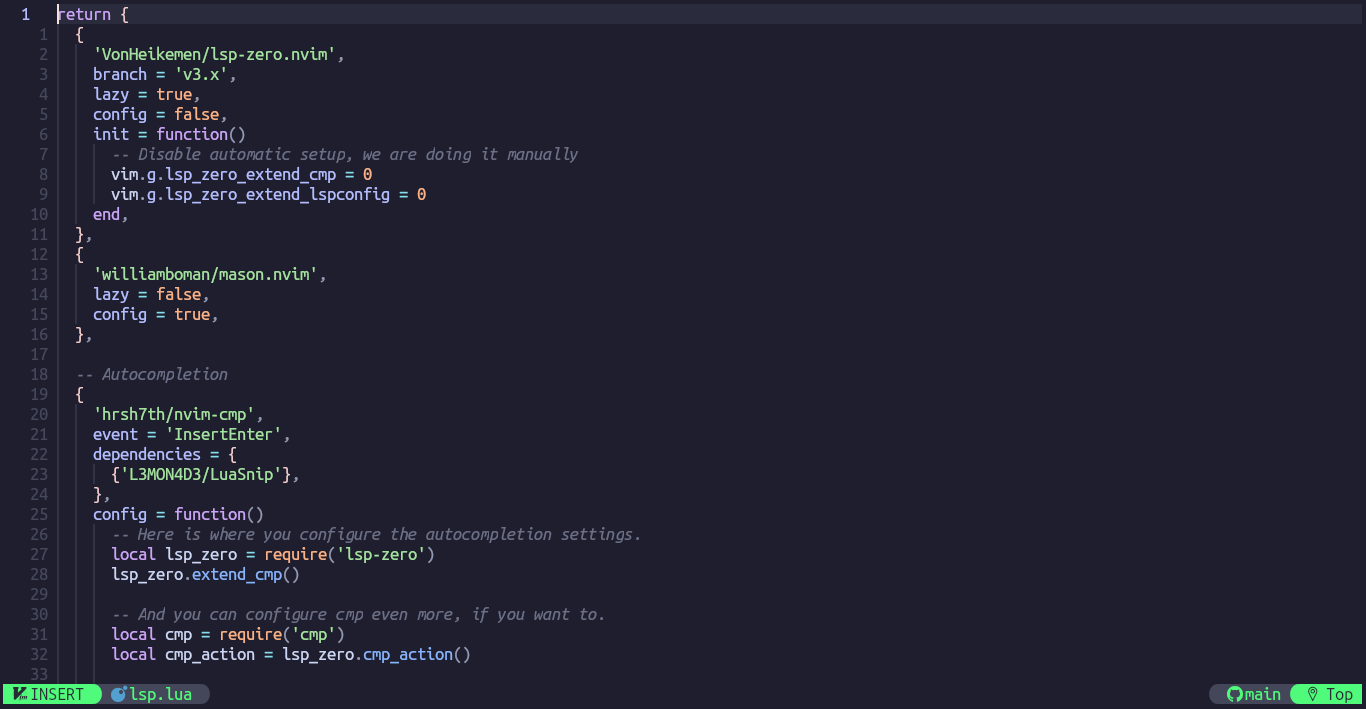 1 return {
1 {
2 'VonHeikemen/lsp-zero.nvim',
3 branch = 'v3.x',
4 lazy = true,
5 config = false,
6 init = function()
7 -- Disable automatic setup, we are doing it manually
8 vim.g.lsp_zero_extend_cmp = 0
9 vim.g.lsp_zero_extend_lspconfig = 0
10 end,
11 },
12 {
13 'williamboman/mason.nvim',
14 lazy = false,
15 config = true,
16 },
17
18 -- Autocompletion
19 {
20 'hrsh7th/nvim-cmp',
21 event = 'InsertEnter',
22 dependencies = {
23 {'L3MON4D3/LuaSnip'},
24 },
25 config = function()
26 -- Here is where you configure the autocompletion settings.
27 local lsp_zero = require('lsp-zero')
28 lsp_zero.extend_cmp()
29
30 -- And you can configure cmp even more, if you want to.
31 local cmp = require('cmp')
32 local cmp_action = lsp_zero.cmp_action()
33
INSERT lsp.lua main Top